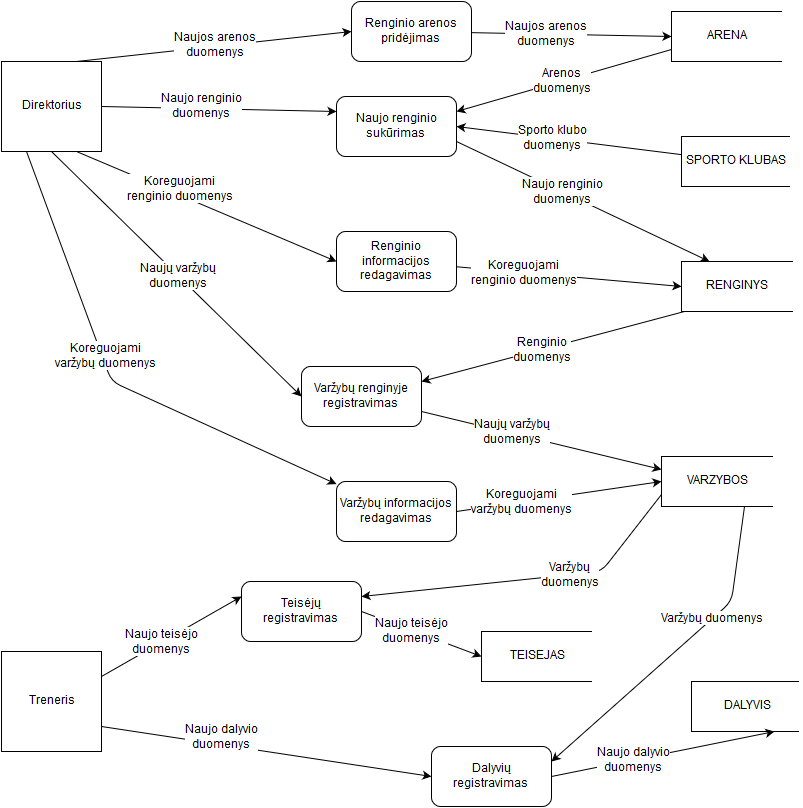 Renginio arenos
pridėjimas
Naujos arenos
duomenys
Naujos arenos
duomenys
ARENA
Direktorius
Arenos
duomenys
Naujo renginio
duomenys
Naujo renginio
sukūrimas
Sporto klubo
duomenys
SPORTO KLUBAS
Koreguojami
renginio duomenys
Naujo renginio
duomenys
Renginio
informacijos
redagavimas
Naujų varžybų
duomenys
Koreguojami
renginio duomenys
RENGINYS
Koreguojami
varžybų duomenys
Renginio
duomenys
Varžybų renginyje
registravimas
Naujų varžybų
duomenys
VARZYBOS
Varžybų informacijos
redagavimas
Koreguojami
varžybų duomenys
Varžybų
duomenys
Teisėjų
registravimas
Varžybų duomenys
Naujo teisėjo
duomenys
Naujo teisėjo
duomenys
TEISEJAS
Treneris
DALYVIS
Naujo dalyvio
duomenys
Dalyvių
registravimas
Naujo dalyvio
duomenys